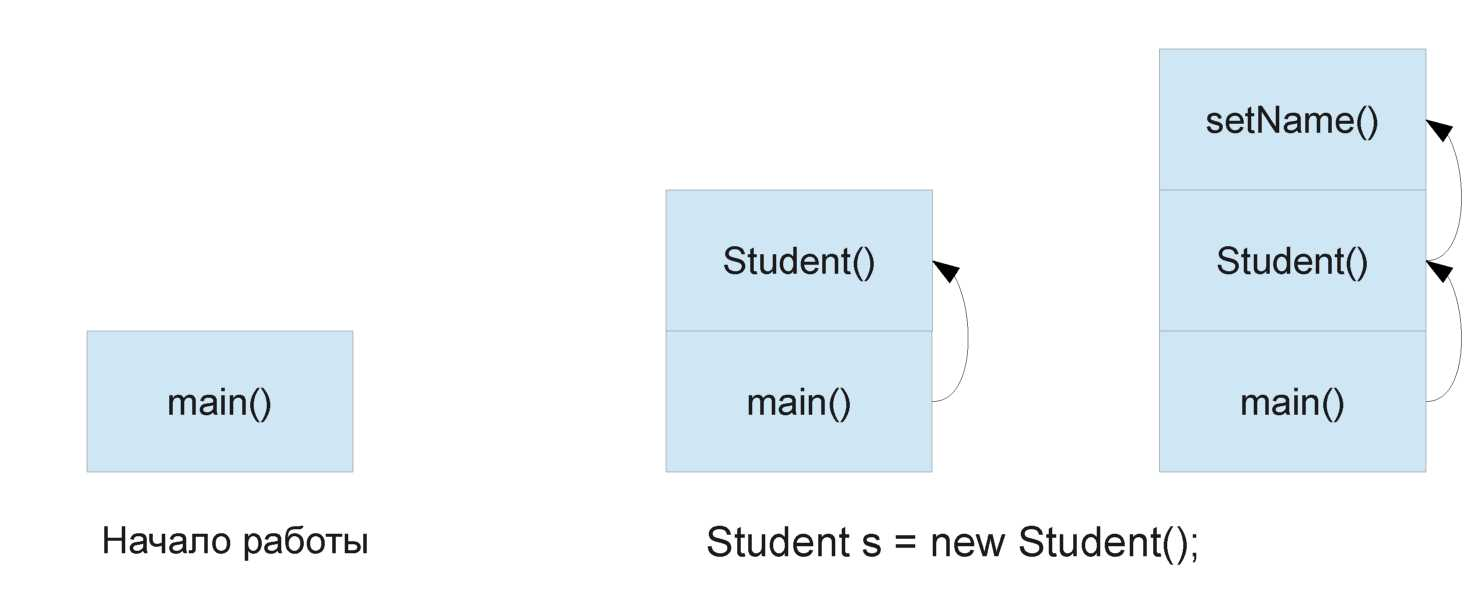 setName()
Student()
Student()
main()
main()
main()
Начало работы
Student s = new Student();